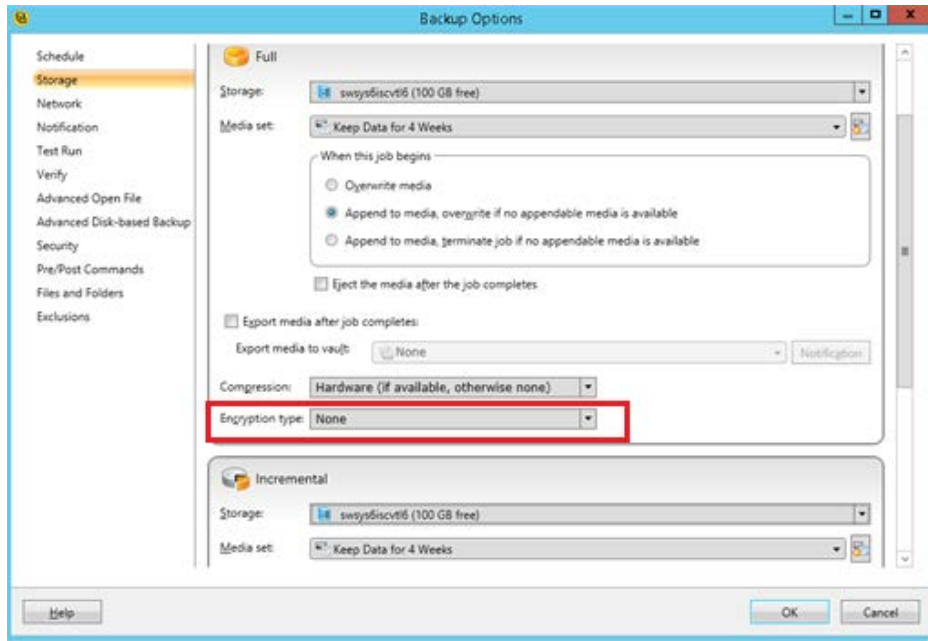 Backup Options
Schedule
Storage
Network
Notification
Test Run
Verify
Advanced Open File
Advanced Disk-based Backup
Security
Pre/Post Commands
Files and Folders
Exclusions
Full
Storage: swsys6iscvtl6 (100 GB free)
Media set: Keep Data for 4 Weeks
When this job begins
Overwrite media
Append to media, overwrite if no appendable media is available
Append to media, terminate job if no appendable media is available
Eject the media after the job completes
Export media after job completes:
Export media to vault: None Notification
Compression: Hardware (if available, otherwise none)
Encryption type: None
Incremental
Storage: swsys6iscvtl6 (100 GB free)
Media set: Keep Data for 4 Weeks
Help OK Cancel